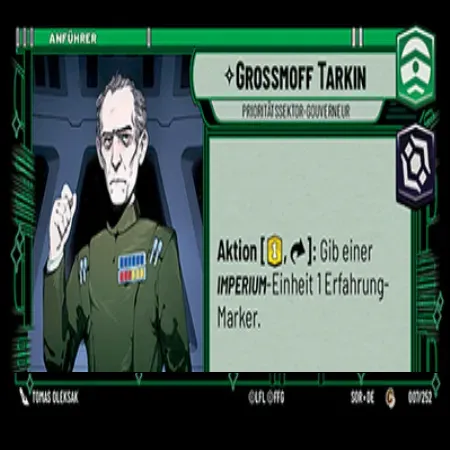 ANFÜHRER
GROSSMOFF TARKIN
PRIORITÄTSSEKTOR-GOUVERNEUR
Aktion [1, ]: Gib einer
IMPERIUM-Einheit 1 Erfahrung-
Marker.
TOMAS OLEKSAK ©LFL ©FFG SOR • DE C 007/252